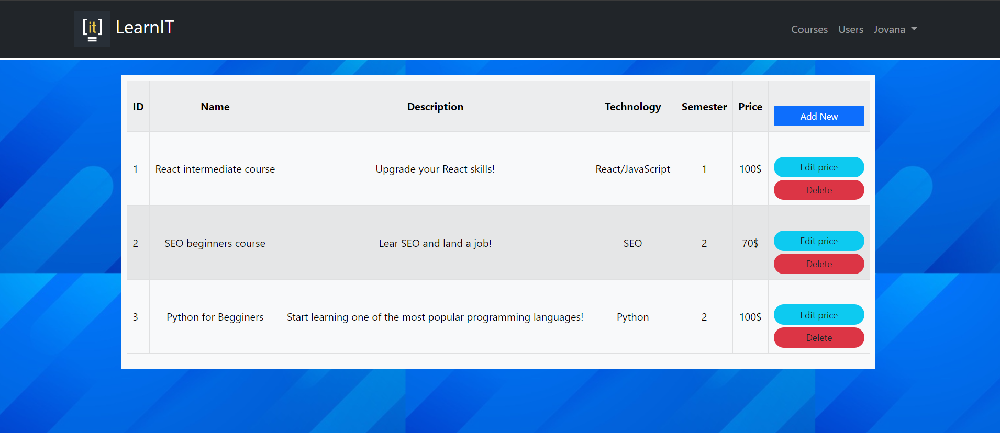 [it] LearnIT
Courses Users Jovana
ID Name Description Technology Semester Price Add New
1 React intermediate course Upgrade your React skills! React/JavaScript 1 100$ Edit price
Delete
2 SEO beginners course Lear SEO and land a job! SEO 2 70$ Edit price
Delete
3 Python for Begginers Start learning one of the most popular programming languages! Python 2 100$ Edit price
Delete